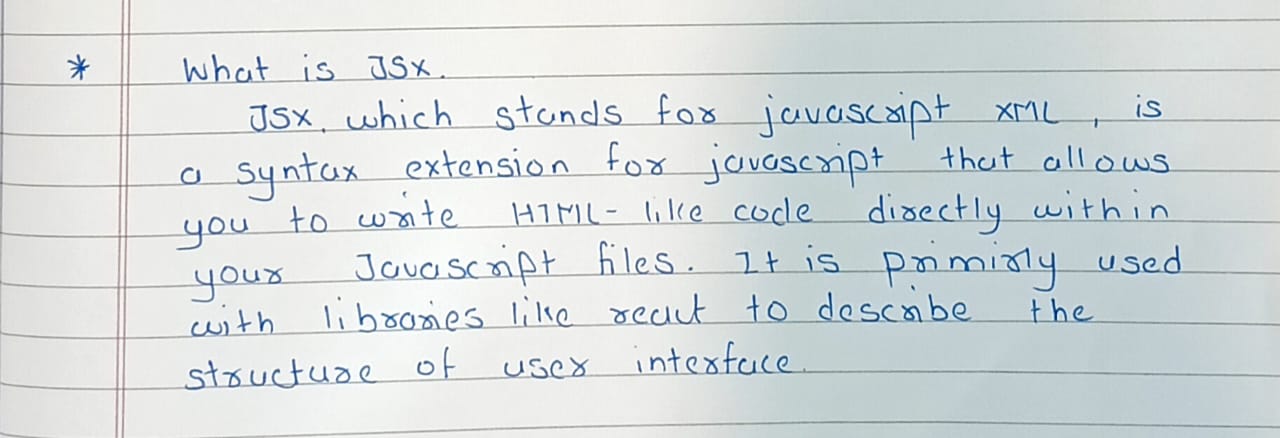 * What is JSX.
JSX, which stands for javascript XML, is
a syntax extension for javascript that allows
you to write HTML-like code directly within
your Javascript files. It is primirly used
with libraries like react to describe the
structure of user interface.